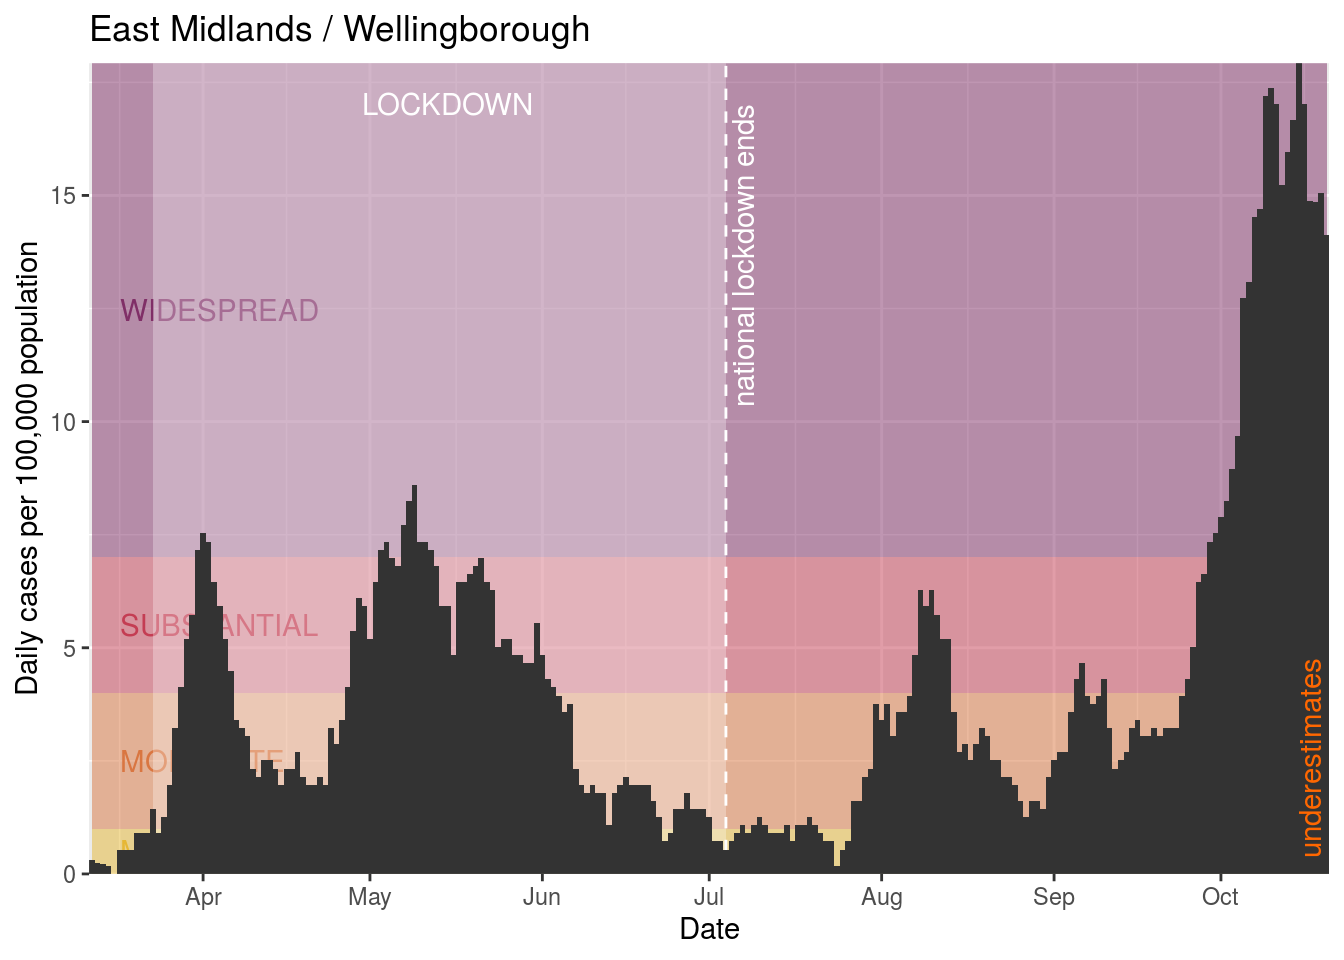 East Midlands / Wellingborough
LOCKDOWN
national lockdown ends
WIDESPREAD
SUBSTANTIAL
underestimates
Daily cases per 100,000 population
15
10
5
0
Apr
May
Jun
Jul
Aug
Sep
Oct
Date